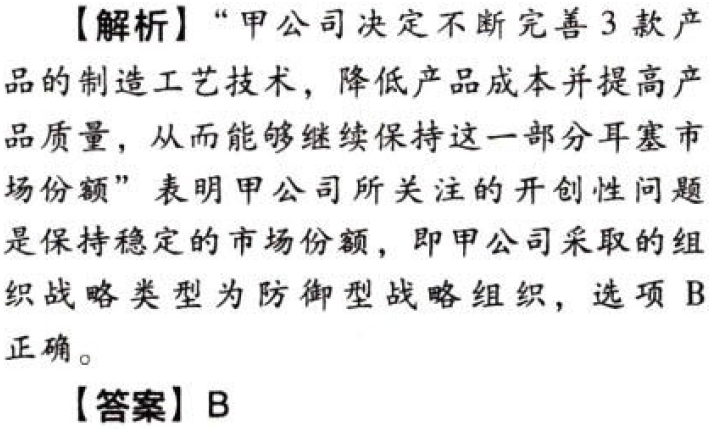 【解析】“甲公司决定不断完善3款产
品的制造工艺技术，降低产品成本并提高产
品质量，从而能够继续保持这一部分耳塞市
场份额”表明甲公司所关注的开创性问题
是保持稳定的市场份额，即甲公司采取的组
织战略类型为防御型战略组织，选项B
正确。
【答案】B